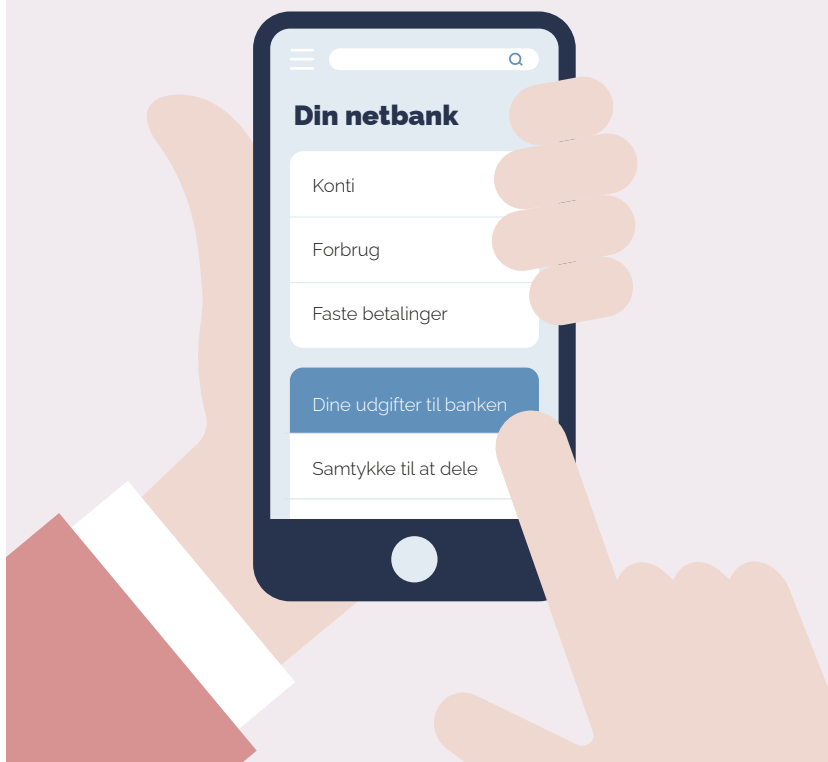 Din netbank
Konti
Forbrug
Faste betalinger
Dine udgifter til banken
Samtykke til at dele